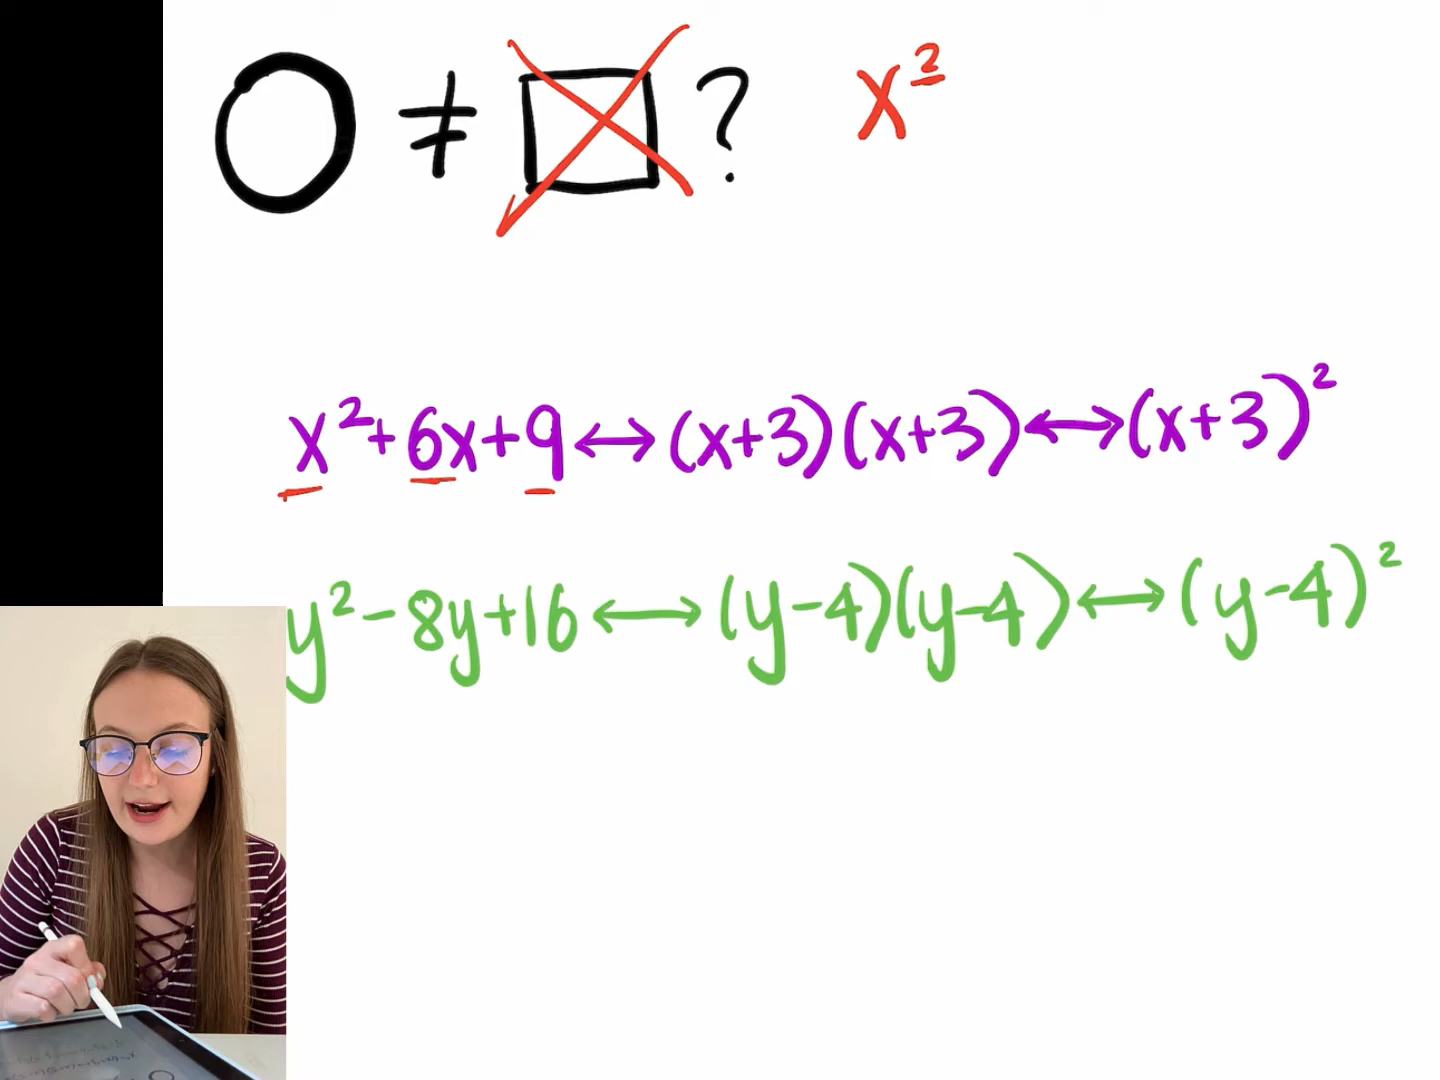 ≠ ? x²
x²+6x+9↔(x+3)(x+3)↔(x+3)²
y²-8y+16↔(y-4)(y-4)↔(y-4)²